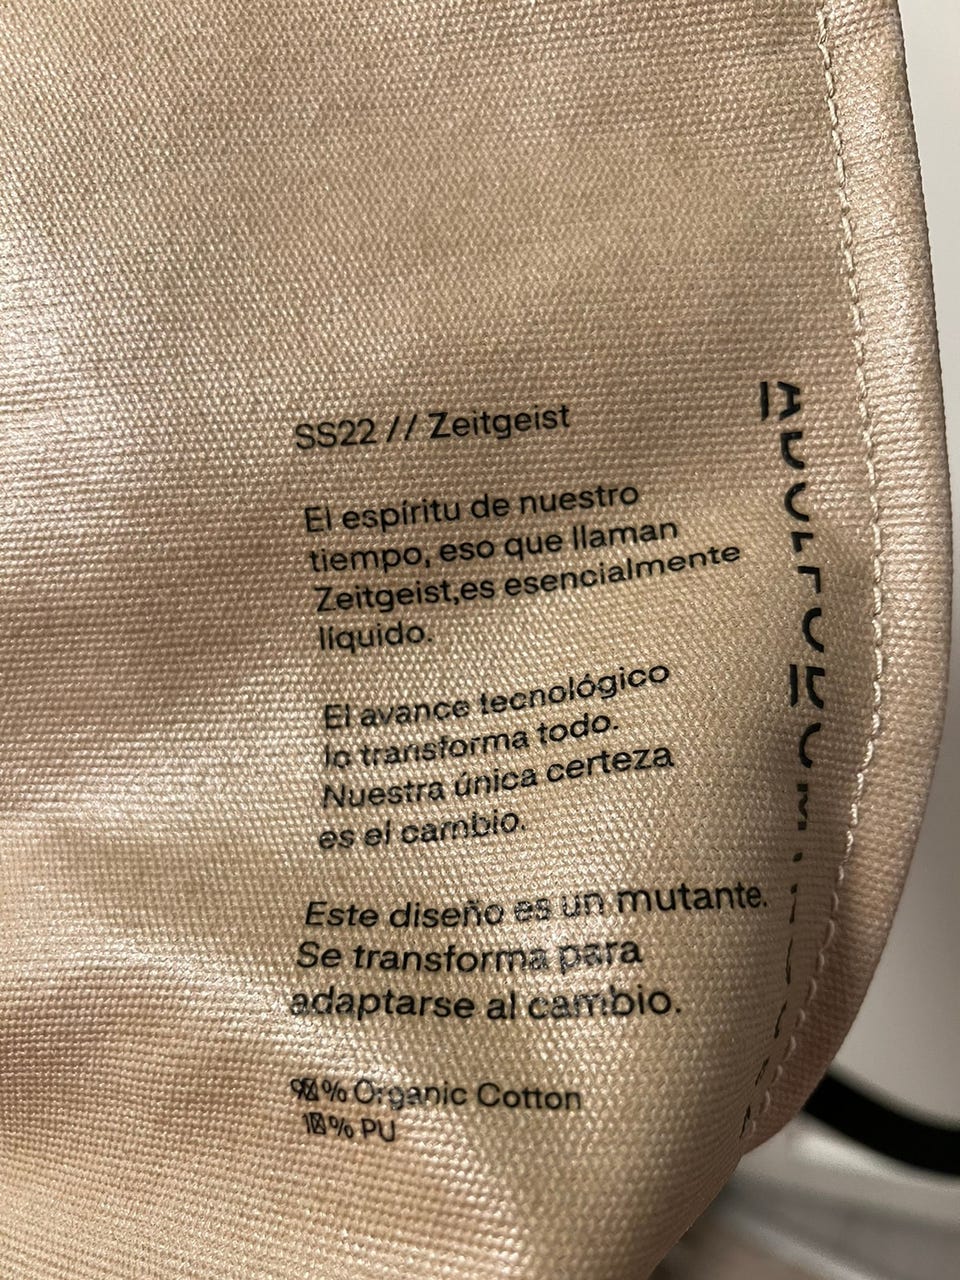 SS22 // Zeitgeist
El espíritu de nuestro
tiempo, eso que llaman
Zeitgeist,es esencialmente
líquido.
El avance tecnológico
lo transforma todo.
Nuestra única certeza
es el cambio.
Este diseño es un mutante.
Se transforma para
adaptarse al cambio.
Organic Cotton
PU